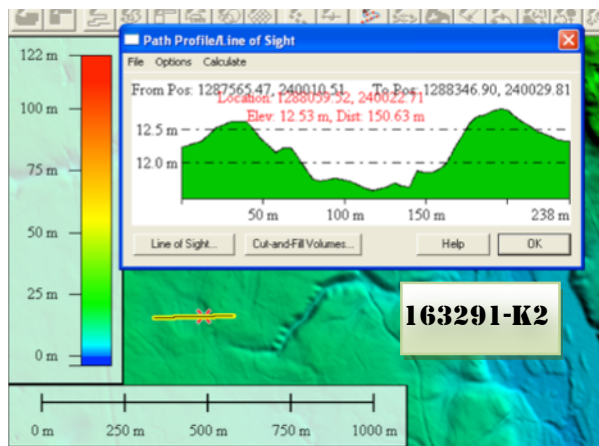 Path Profile/Line of Sight
File Options Calculate
From Pos: 1287565.47, 240010.51 To Pos: 1288346.90, 240029.81
Location: 1288059.52, 240022.71
Elev: 12.53 m, Dist: 150.63 m
12.5 m
12.0 m
50 m 100 m 150 m 238 m
Line of Sight... Cut-and-Fill Volumes... Help OK
122 m
100 m
75 m
50 m
25 m
0 m
163291-K2
0 m 250 m 500 m 750 m 1000 m